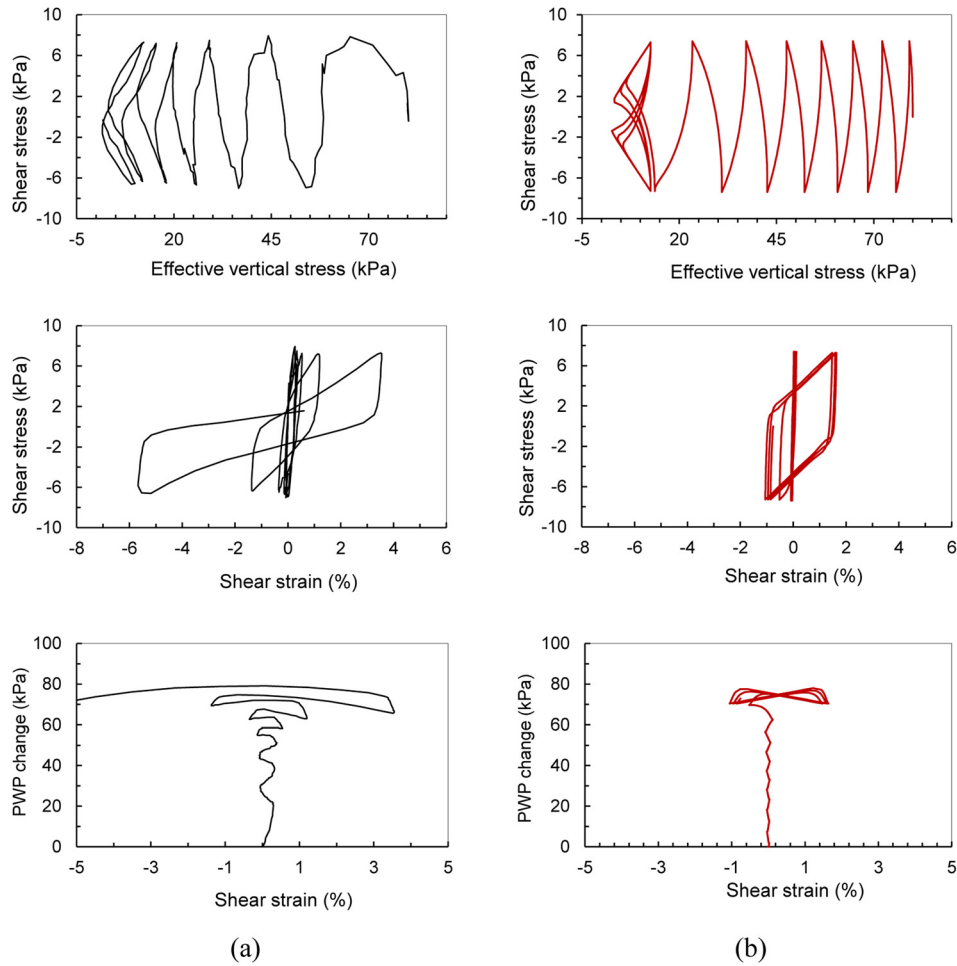 10
6
2
-2
-6
-10
-5 20 45 70
Shear stress (kPa)
Effective vertical stress (kPa)
10
6
2
-2
-6
-10
-5 20 45 70
Shear stress (kPa)
Effective vertical stress (kPa)
10
6
2
-2
-6
-10
-8 -6 -4 -2 0 2 4 6
Shear stress (kPa)
Shear strain (%)
10
6
2
-2
-6
-10
-8 -6 -4 -2 0 2 4 6
Shear stress (kPa)
Shear strain (%)
100
80
60
40
20
0
-5 -3 -1 1 3 5
PWP change (kPa)
Shear strain (%)
100
80
60
40
20
0
-5 -3 -1 1 3 5
PWP change (kPa)
Shear strain (%)
(a)
(b)